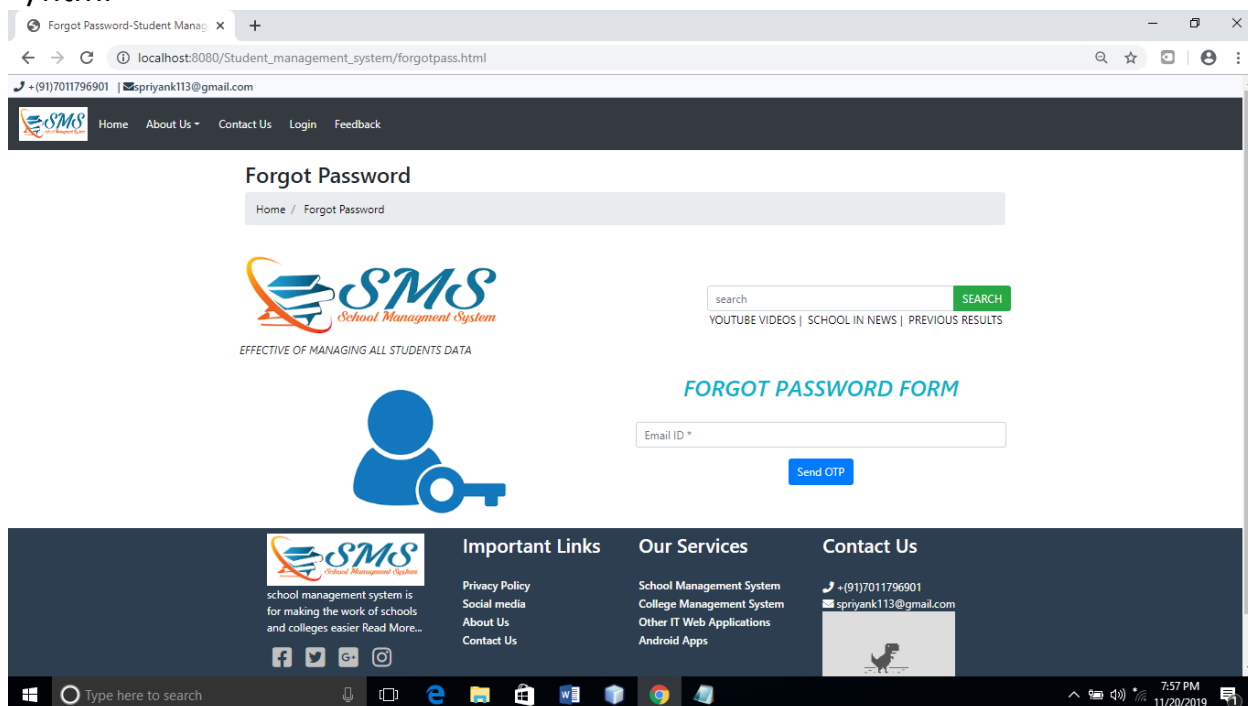 Forgot Password-Student Manag
localhost:8080/Student_management_system/forgotpass.html
+(91)7011796901 | spriyank113@gmail.com
SMS Home About Us Contact Us Login Feedback
Forgot Password
Home / Forgot Password
SMS
School Managment System
EFFECTIVE OF MANAGING ALL STUDENTS DATA
search SEARCH
YOUTUBE VIDEOS | SCHOOL IN NEWS | PREVIOUS RESULTS
FORGOT PASSWORD FORM
Email ID *
Send OTP
SMS
School Managment System
school management system is
for making the work of schools
and colleges easier Read More...
Important Links
Privacy Policy
Social media
About Us
Contact Us
Our Services
School Management System
College Management System
Other IT Web Applications
Android Apps
Contact Us
+(91)7011796901
spriyank113@gmail.com
Type here to search
7:57 PM
11/20/2019